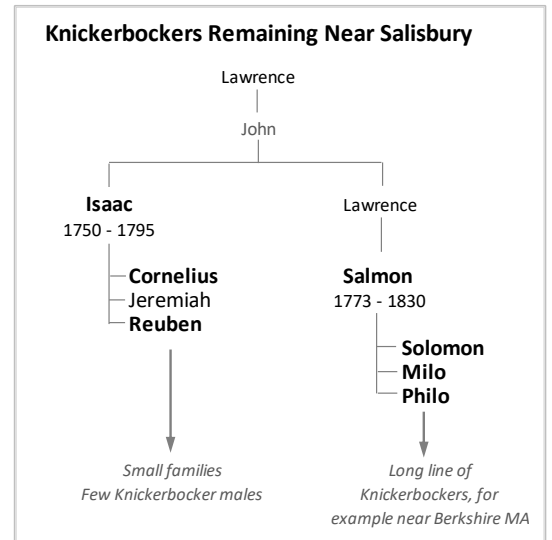 Knickerbockers Remaining Near Salisbury
Lawrence
John
Isaac
1750 - 1795
Cornelius
Jeremiah
Reuben
Small families
Few Knickerbocker males
Lawrence
Salmon
1773 - 1830
Solomon
Milo
Philo
Long line of
Knickerbockers, for
example near Berkshire MA